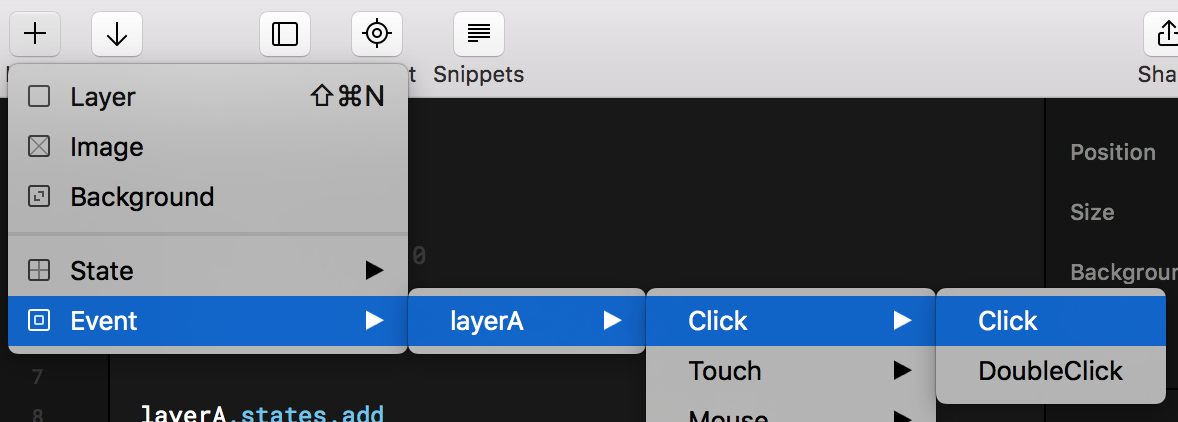 Snippets
Sha
Layer ⇧⌘N
Image
Background
State
Event
layerA
Click
Click
Touch
DoubleClick
Mouse
Position
Size
Backgroun
0
7
8 layerA.states.add